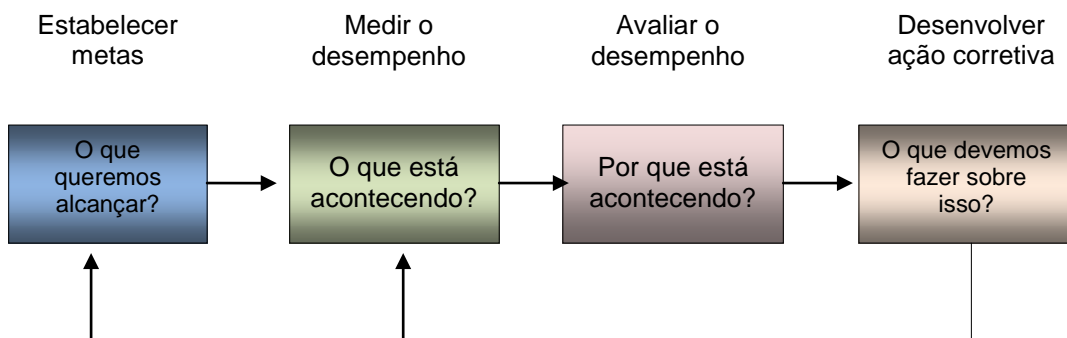 Estabelecer
metas
Medir o
desempenho
Avaliar o
desempenho
Desenvolver
ação corretiva
O que
queremos
alcançar?
O que está
acontecendo?
Por que está
acontecendo?
O que devemos
fazer sobre
isso?